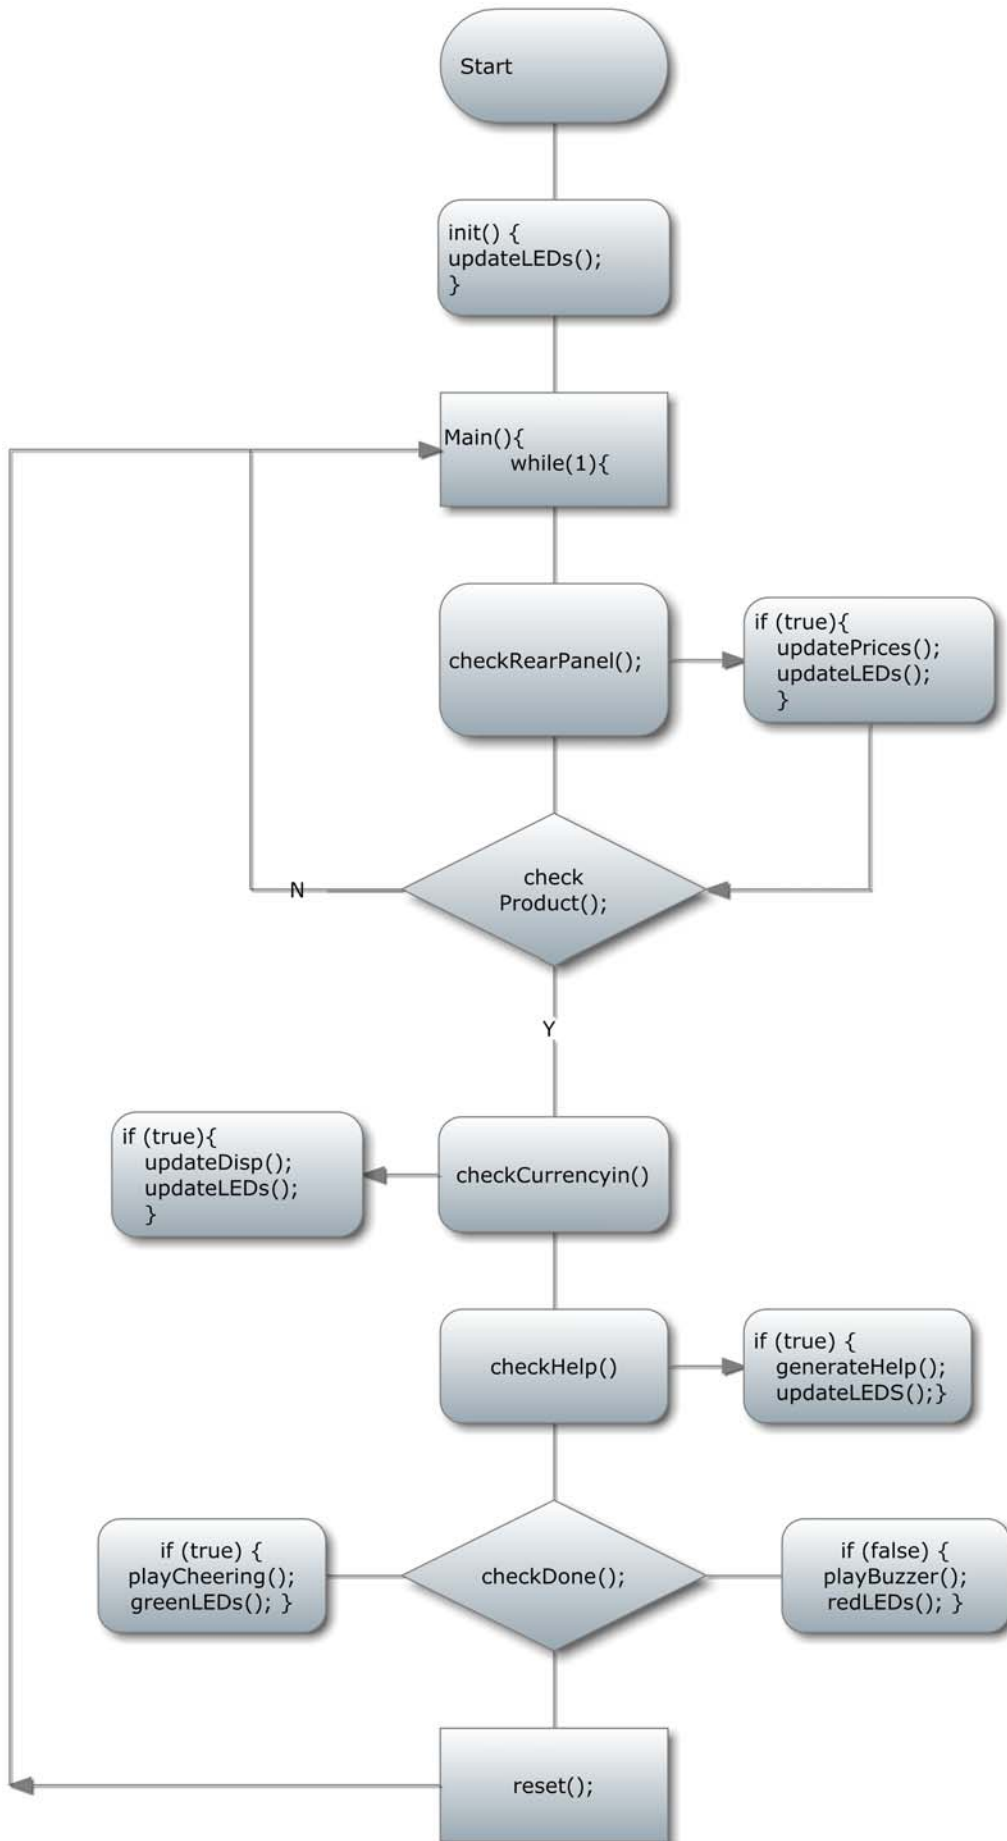 Start
init() {
updateLEDs();
}
Main(){
while(1){
checkRearPanel();
if (true){
updatePrices();
updateLEDs();
}
check
Product();
N
Y
if (true){
updateDisp();
updateLEDs();
}
checkCurrencyin()
checkHelp()
if (true) {
generateHelp();
updateLEDS();}
if (true) {
playCheering();
greenLEDs(); }
checkDone();
if (false) {
playBuzzer();
redLEDs(); }
reset();